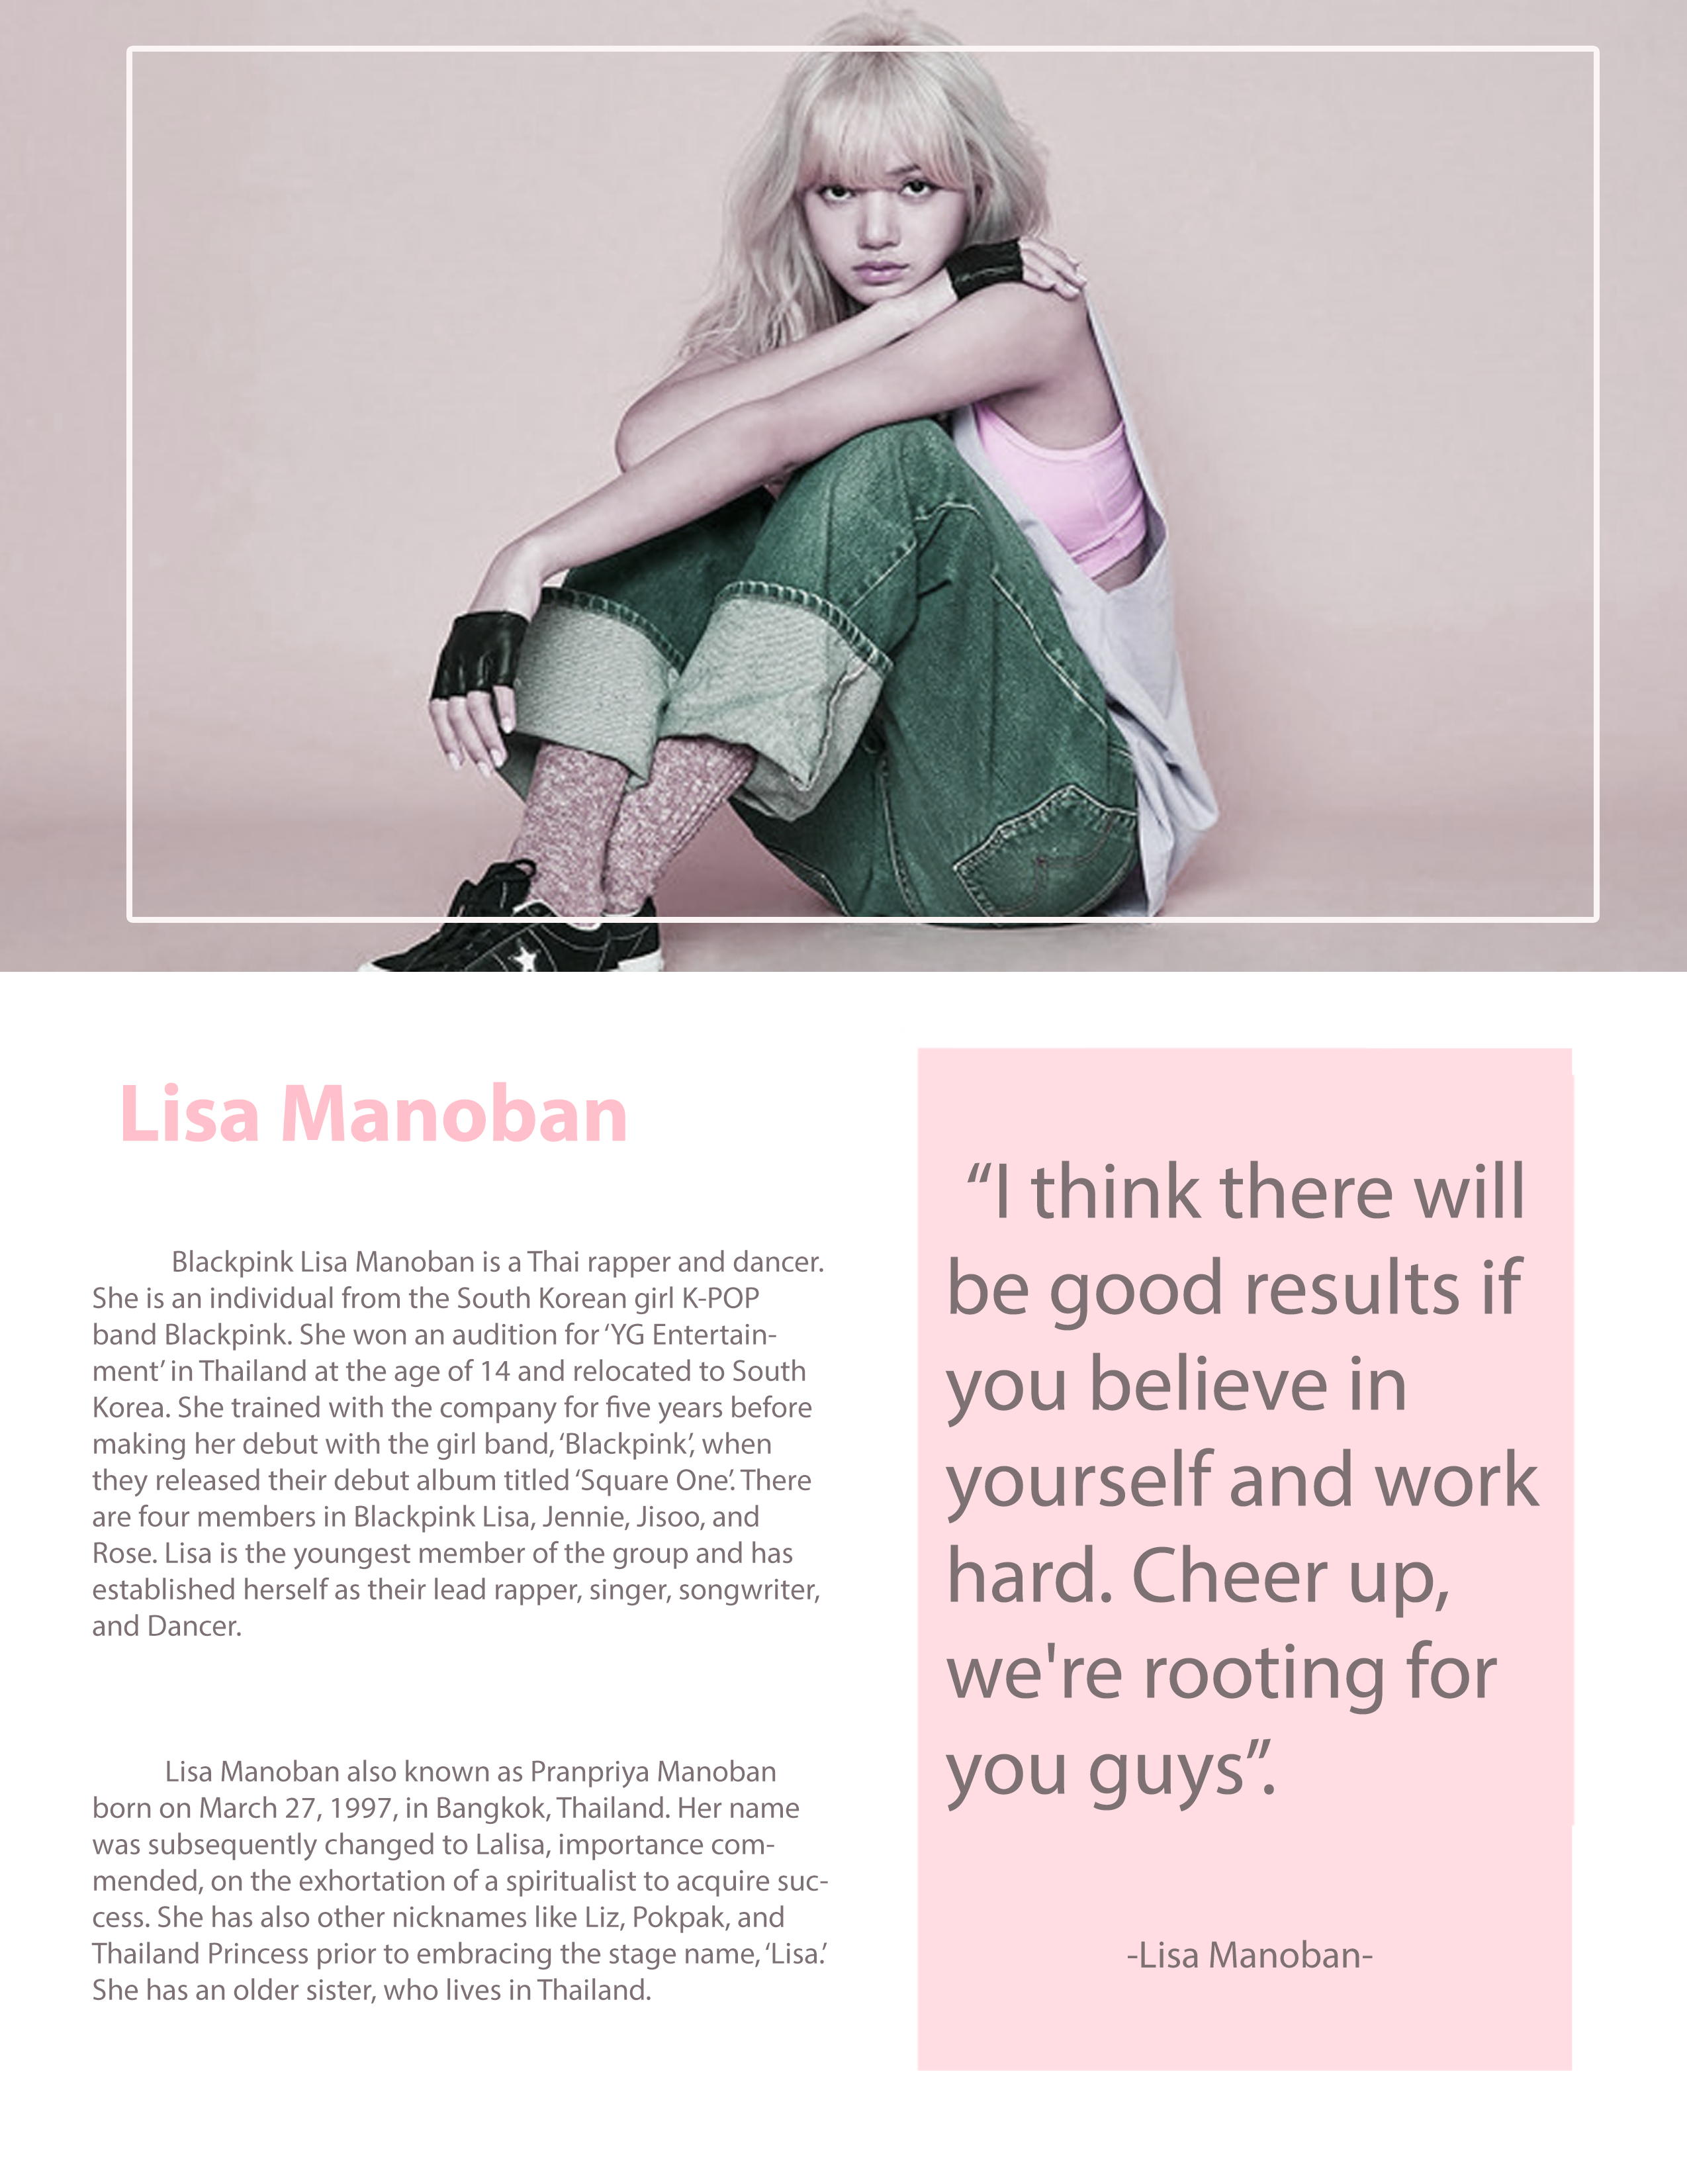 Lisa Manoban
Blackpink Lisa Manoban is a Thai rapper and dancer.
She is an individual from the South Korean girl K-POP
band Blackpink. She won an audition for ‘YG Entertain-
ment’ in Thailand at the age of 14 and relocated to South
Korea. She trained with the company for five years before
making her debut with the girl band, ‘Blackpink’, when
they released their debut album titled ‘Square One’. There
are four members in Blackpink Lisa, Jennie, Jisoo, and
Rose. Lisa is the youngest member of the group and has
established herself as their lead rapper, singer, songwriter,
and Dancer.
Lisa Manoban also known as Pranpriya Manoban
born on March 27, 1997, in Bangkok, Thailand. Her name
was subsequently changed to Lalisa, importance com-
mended, on the exhortation of a spiritualist to acquire suc-
cess. She has also other nicknames like Liz, Pokpak, and
Thailand Princess prior to embracing the stage name, ‘Lisa.’
She has an older sister, who lives in Thailand.
“I think there will
be good results if
you believe in
yourself and work
hard. Cheer up,
we're rooting for
you guys”.
-Lisa Manoban-